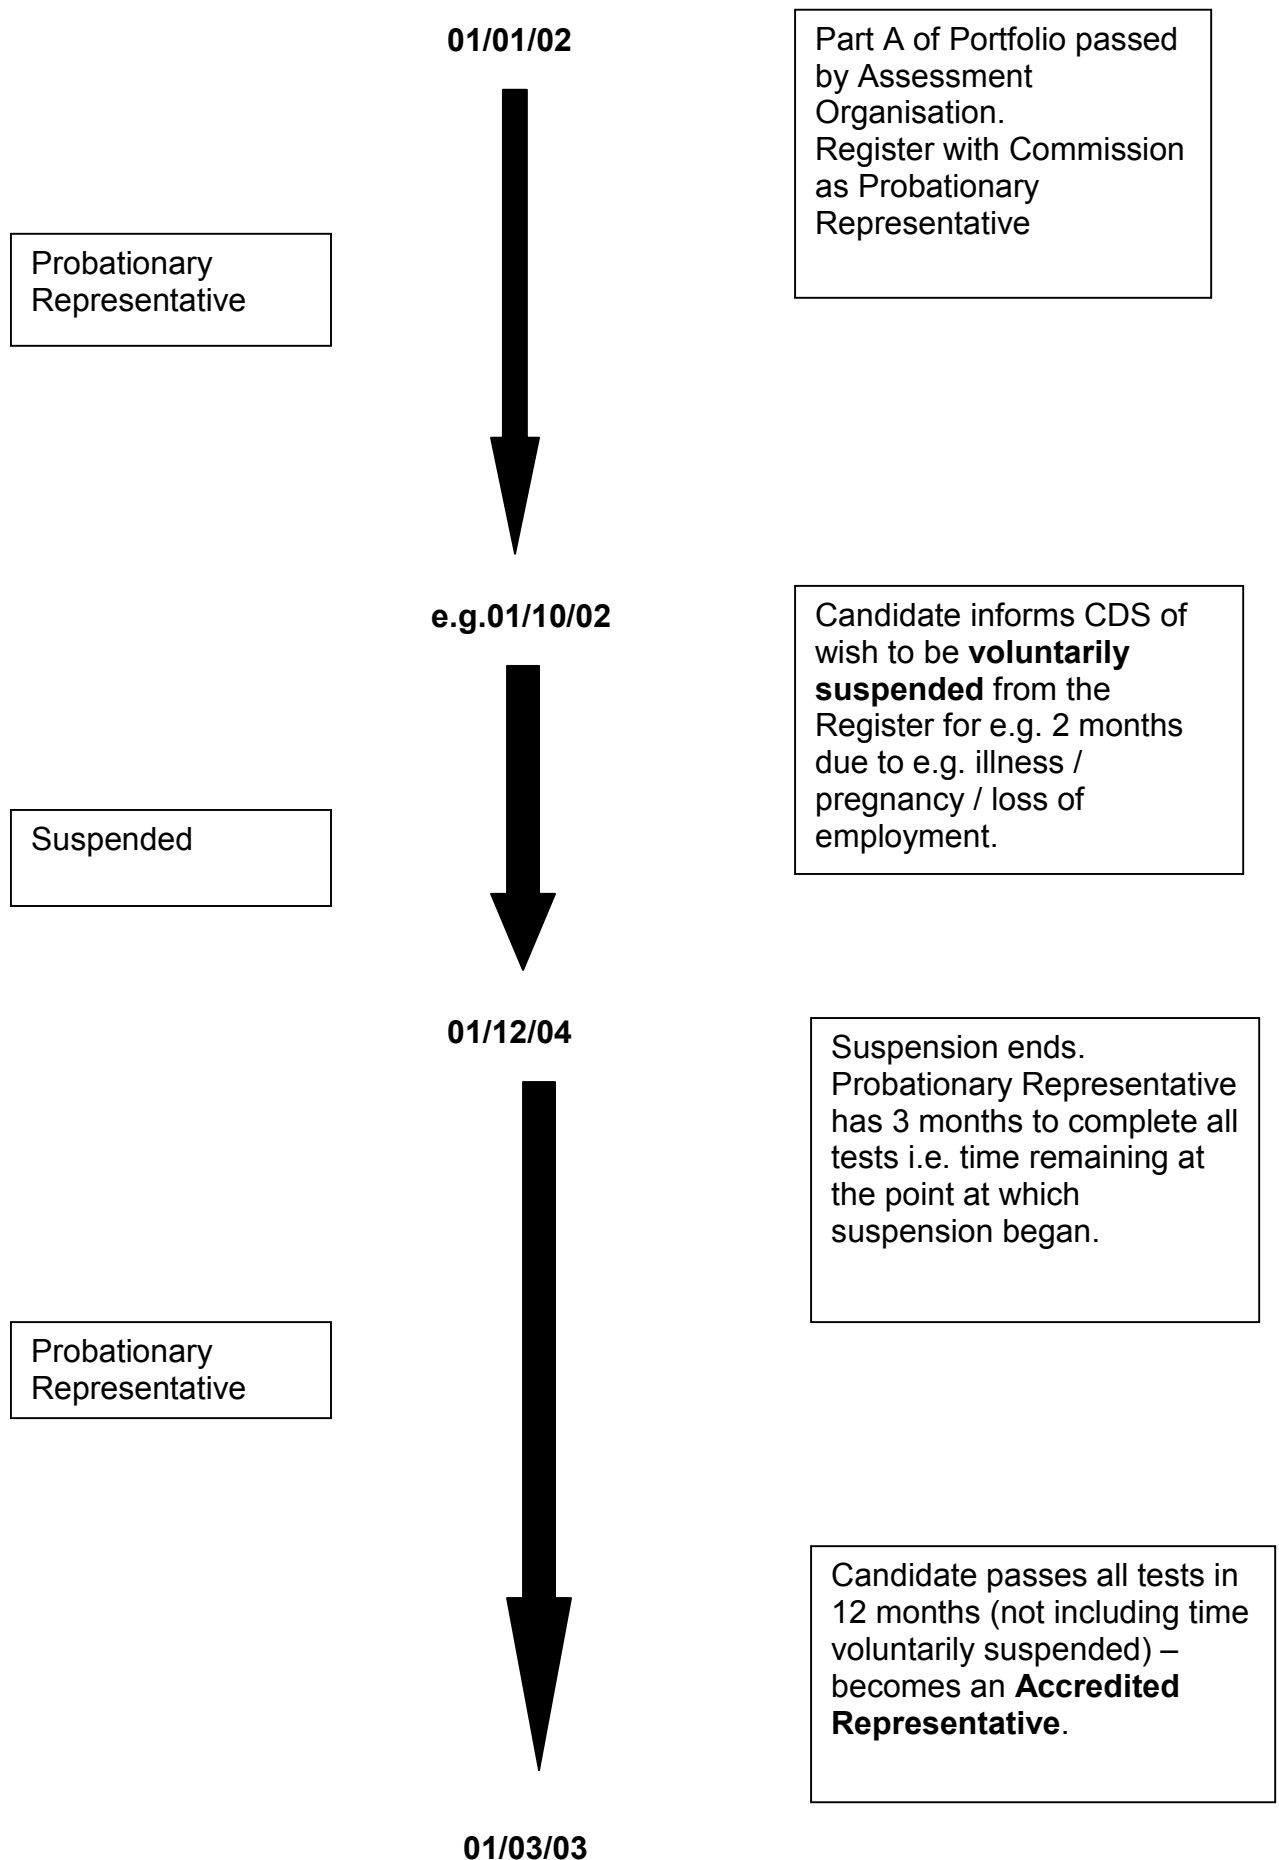 01/01/02
Part A of Portfolio passed
by Assessment
Organisation.
Register with Commission
as Probationary
Representative
Probationary
Representative
e.g.01/10/02
Candidate informs CDS of
wish to be voluntarily
suspended from the
Register for e.g. 2 months
due to e.g. illness /
pregnancy / loss of
employment.
Suspended
01/12/04
Suspension ends.
Probationary Representative
has 3 months to complete all
tests i.e. time remaining at
the point at which
suspension began.
Probationary
Representative
Candidate passes all tests in
12 months (not including time
voluntarily suspended) –
becomes an Accredited
Representative.
01/03/03